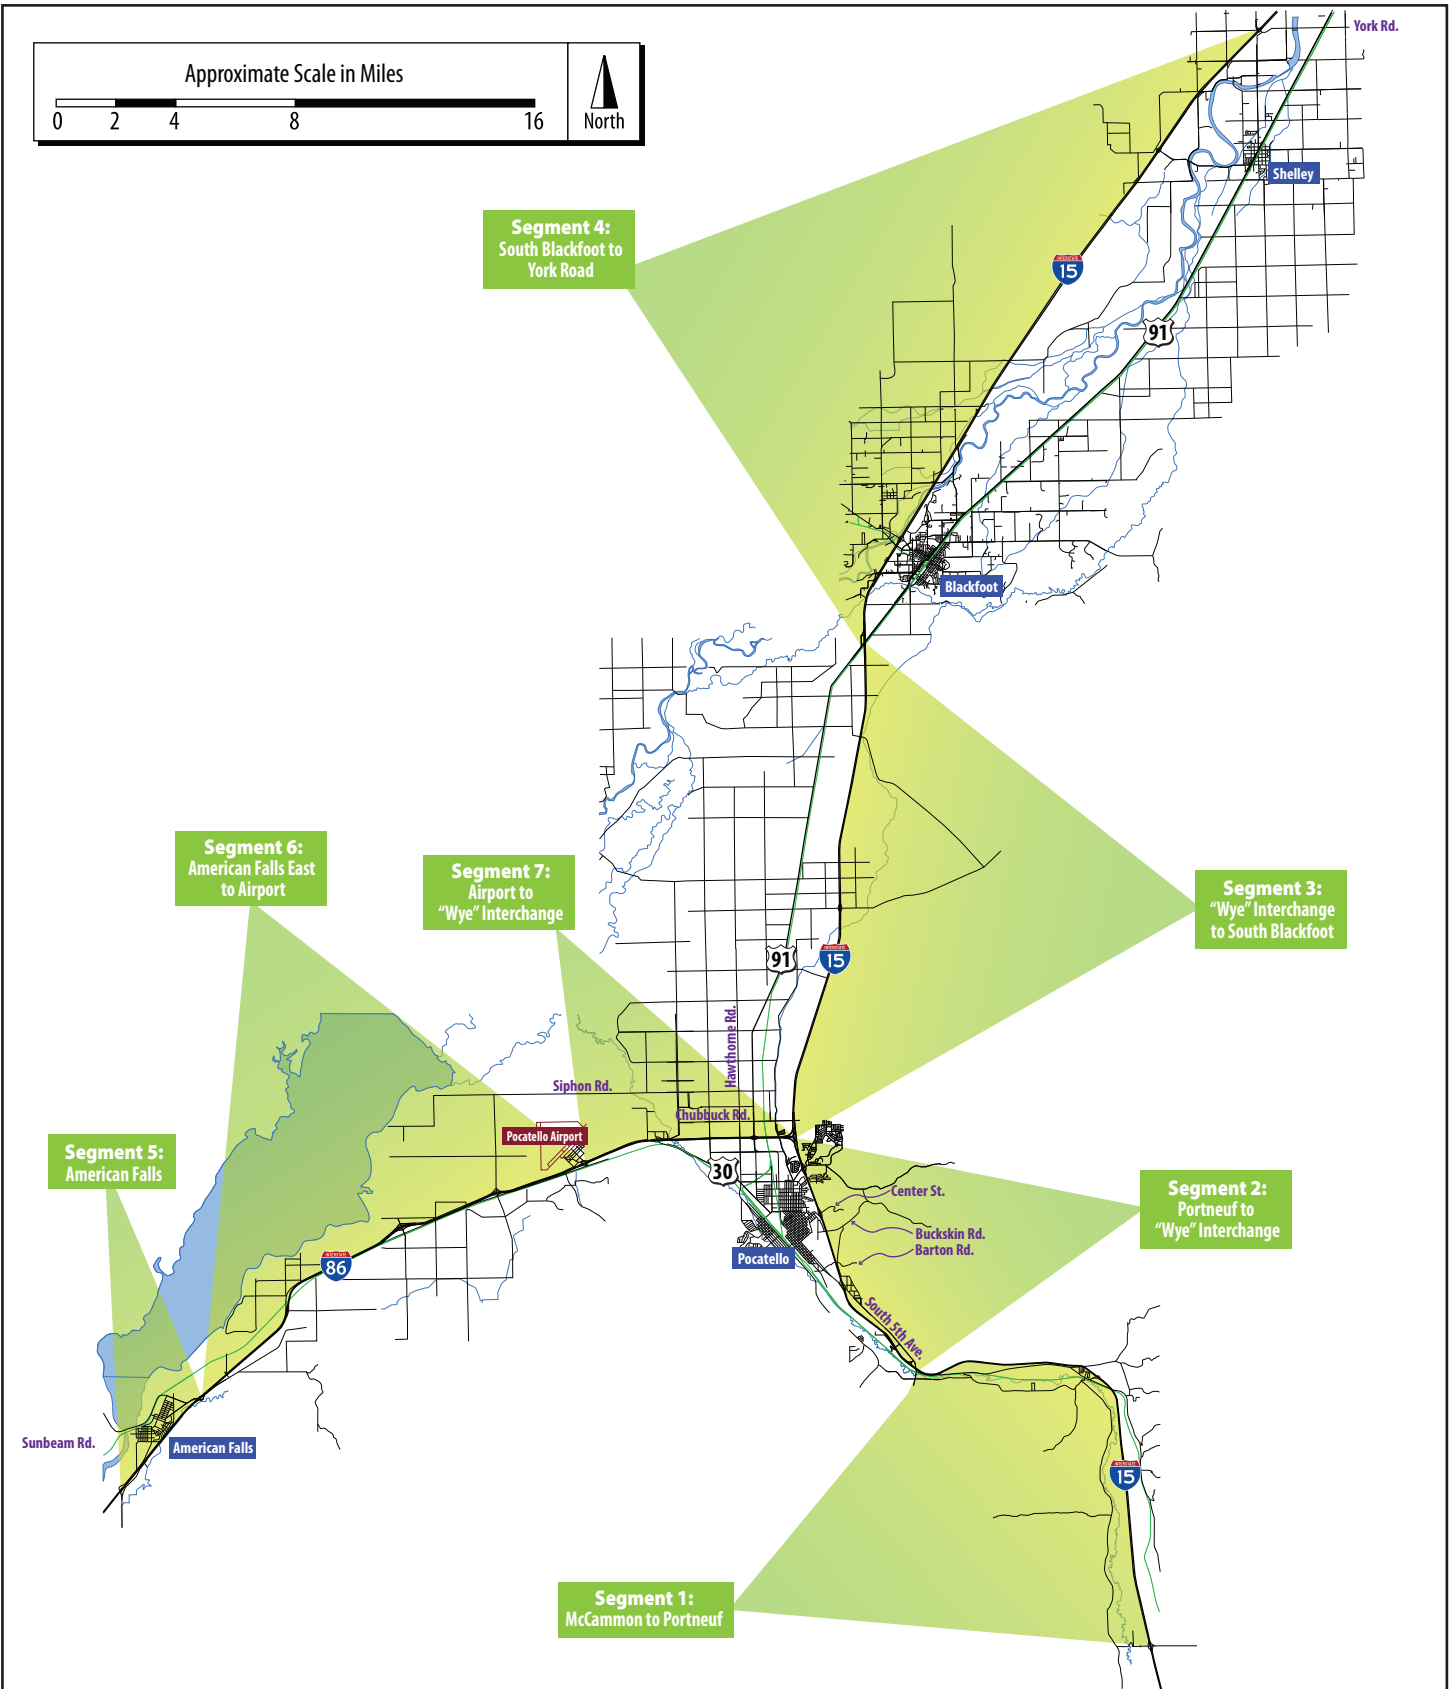 York Rd.
Approximate Scale in Miles
0 2 4 8 16
North
Shelley
Segment 4:
South Blackfoot to
York Road
INTERSTATE
15
91
Blackfoot
Segment 6:
American Falls East
to Airport
Segment 7:
Airport to
“Wye” Interchange
Segment 3:
“Wye” Interchange
to South Blackfoot
91
INTERSTATE
15
Hawthorne Rd.
Siphon Rd.
Chubbuck Rd.
Pocatello Airport
Segment 5:
American Falls
30
Segment 2:
Portneuf to
“Wye” Interchange
Center St.
Buckskin Rd.
Barton Rd.
Pocatello
INTERSTATE
86
South 5th Ave.
Sunbeam Rd.
American Falls
INTERSTATE
15
Segment 1:
McCammon to Portneuf